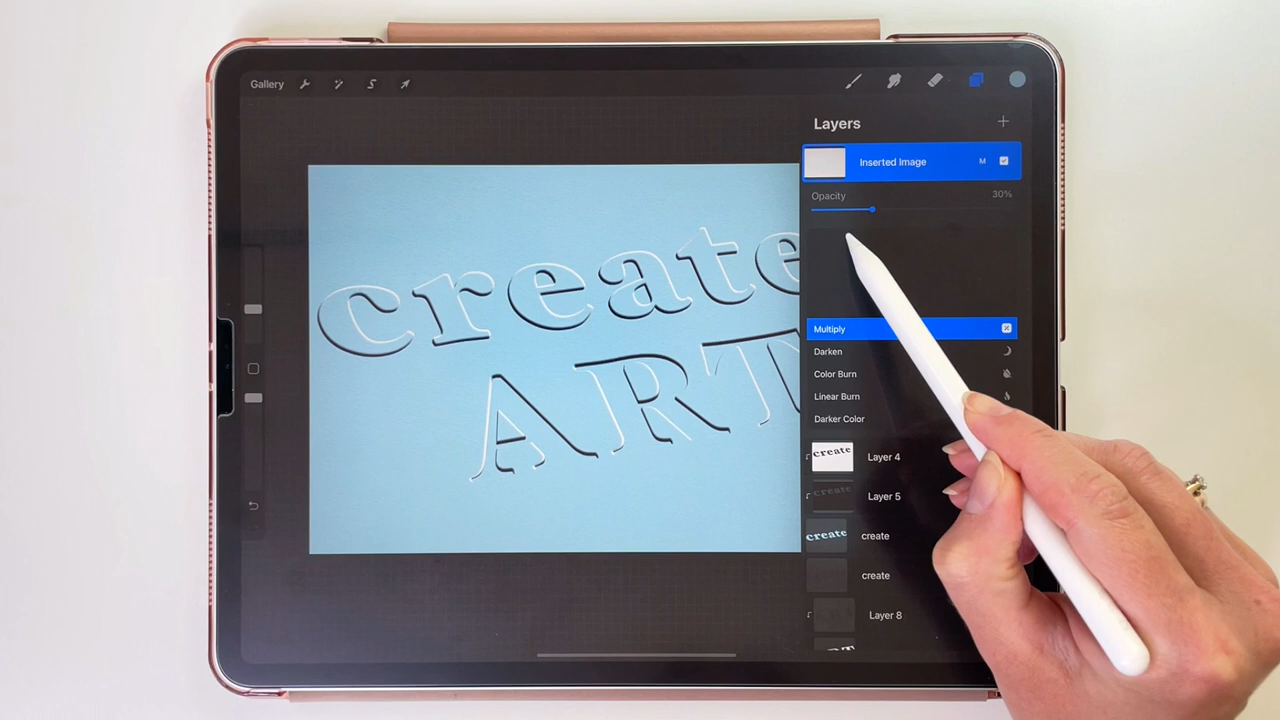 Gallery
Layers
Inserted Image M
Opacity 30%
create
ART
Multiply
Darken
Color Burn
Linear Burn
Darker Color
create
Layer 4
create
Layer 5
create
create
create
Layer 8